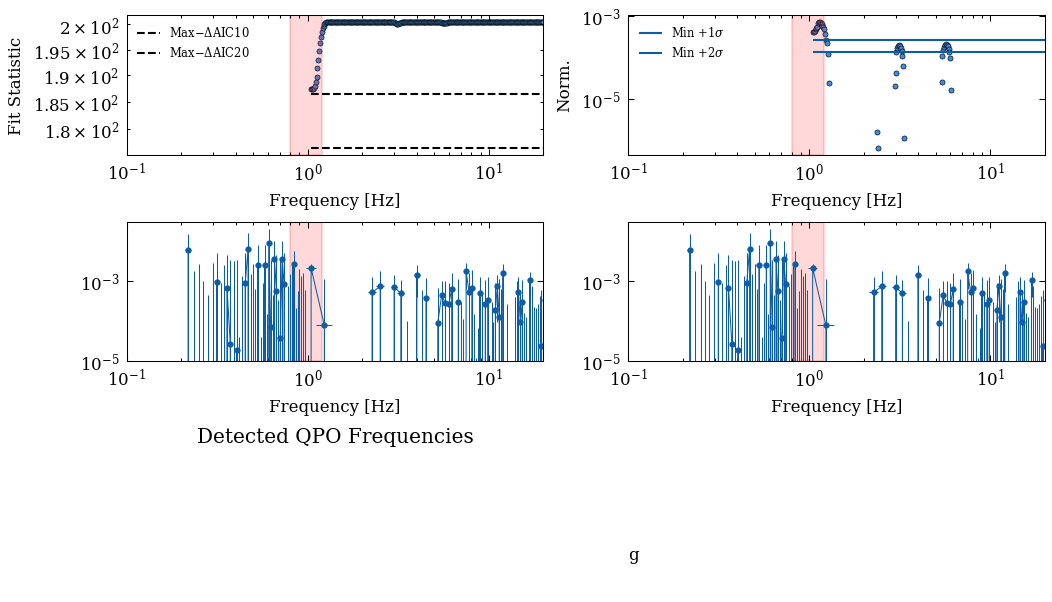 Fit Statistic
2 × 10²
1.95 × 10²
1.9 × 10²
1.85 × 10²
1.8 × 10²
Max−ΔAIC10
Max−ΔAIC20
10⁻¹ 10⁰ 10¹
Frequency [Hz]
Norm.
10⁻³
10⁻⁵
Min +1σ
Min +2σ
10⁻¹ 10⁰ 10¹
Frequency [Hz]
10⁻³
10⁻⁵
10⁻¹ 10⁰ 10¹
Frequency [Hz]
10⁻³
10⁻⁵
10⁻¹ 10⁰ 10¹
Frequency [Hz]
Detected QPO Frequencies
g